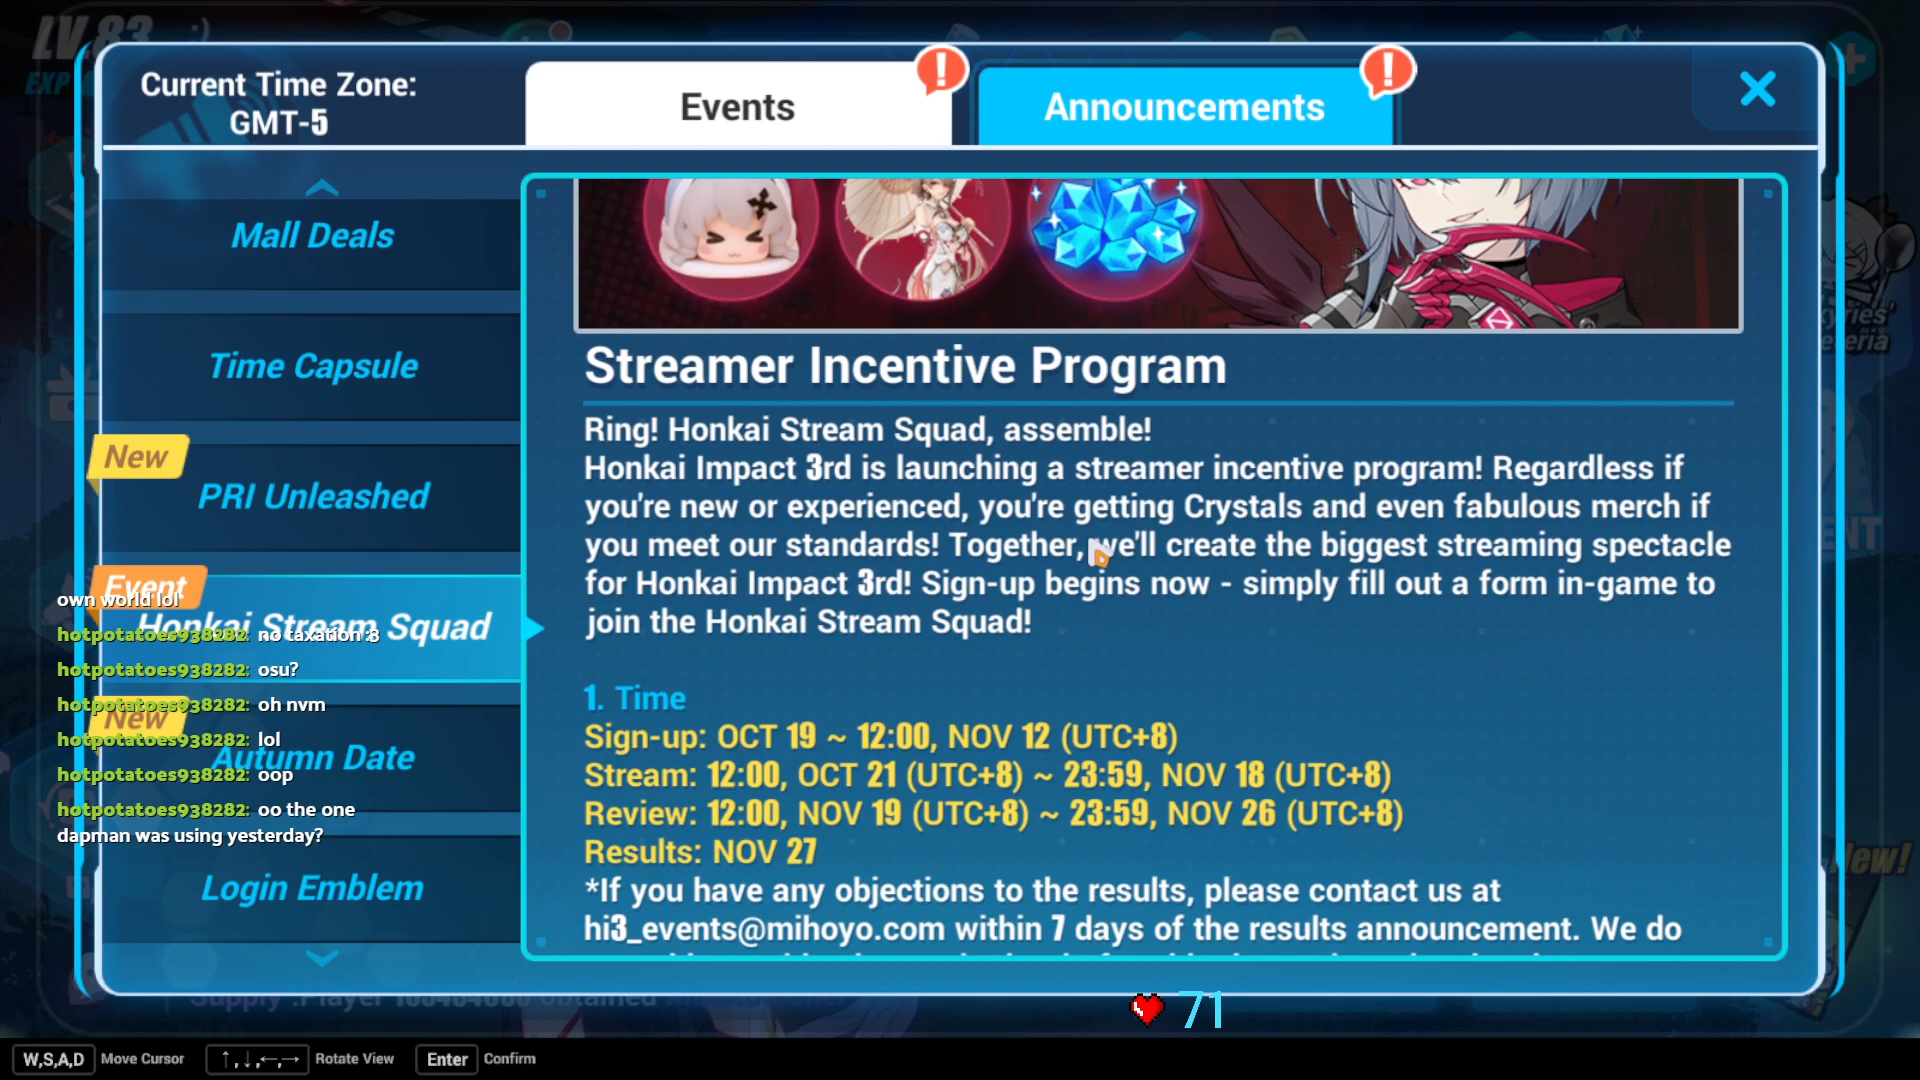 LV.83
EXP
Current Time Zone:
GMT-5
Events
Announcements
Mall Deals
Time Capsule
New
PRI Unleashed
Event
Honkai Stream Squad
New
Autumn Date
Login Emblem
own world lol
hotpotatoes938282: no taxation :3
hotpotatoes938282: osu?
hotpotatoes938282: oh nvm
hotpotatoes938282: lol
hotpotatoes938282: oop
hotpotatoes938282: oo the one
dapman was using yesterday?
Streamer Incentive Program
Ring! Honkai Stream Squad, assemble!
Honkai Impact 3rd is launching a streamer incentive program! Regardless if
you're new or experienced, you're getting Crystals and even fabulous merch if
you meet our standards! Together, we'll create the biggest streaming spectacle
for Honkai Impact 3rd! Sign-up begins now - simply fill out a form in-game to
join the Honkai Stream Squad!
1. Time
Sign-up: OCT 19 ~ 12:00, NOV 12 (UTC+8)
Stream: 12:00, OCT 21 (UTC+8) ~ 23:59, NOV 18 (UTC+8)
Review: 12:00, NOV 19 (UTC+8) ~ 23:59, NOV 26 (UTC+8)
Results: NOV 27
*If you have any objections to the results, please contact us at
hi3_events@mihoyo.com within 7 days of the results announcement. We do
New!
71
W,S,A,D Move Cursor ↑,↓,←,→ Rotate View Enter Confirm